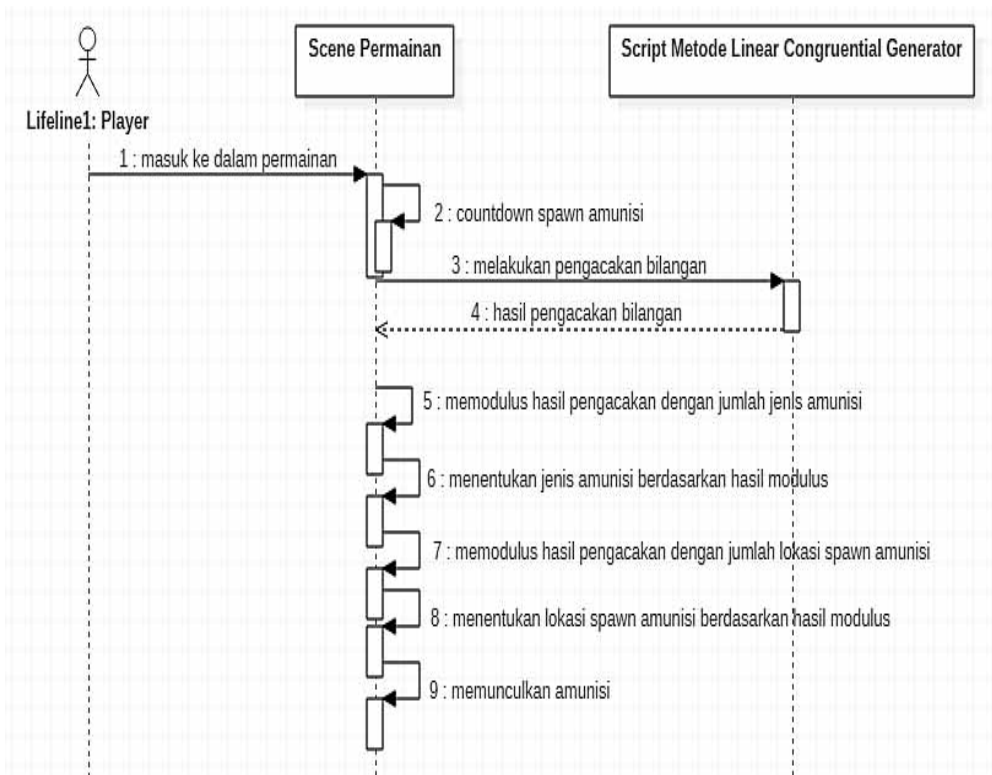 Scene Permainan
Script Metode Linear Congruential Generator
Lifeline1: Player
1 : masuk ke dalam permainan
2 : countdown spawn amunisi
3 : melakukan pengacakan bilangan
4 : hasil pengacakan bilangan
5 : memodulus hasil pengacakan dengan jumlah jenis amunisi
6 : menentukan jenis amunisi berdasarkan hasil modulus
7 : memodulus hasil pengacakan dengan jumlah lokasi spawn amunisi
8 : menentukan lokasi spawn amunisi berdasarkan hasil modulus
9 : memunculkan amunisi